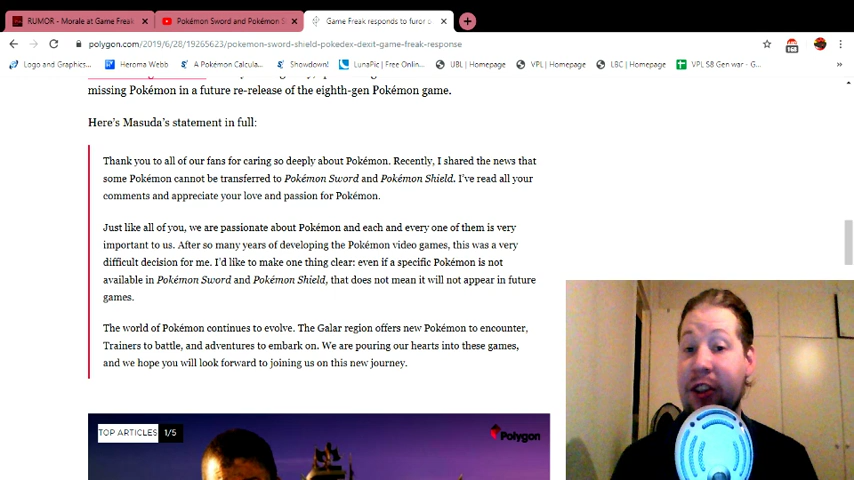 RUMOR - Morale at Game Freak
Pokémon Sword and Pokémon S
Game Freak responds to furor o
polygon.com/2019/6/28/19265623/pokemon-sword-shield-pokedex-dexit-game-freak-response
Logo and Graphics... Heroma Webb A Pokémon Calcula... Showdown! LunaPic | Free Onlin... UBL | Homepage VPL | Homepage LBC | Homepage VPL S8 Gen war - G...
missing Pokémon in a future re-release of the eighth-gen Pokémon game.
Here's Masuda's statement in full:
Thank you to all of our fans for caring so deeply about Pokémon. Recently, I shared the news that
some Pokémon cannot be transferred to Pokémon Sword and Pokémon Shield. I've read all your
comments and appreciate your love and passion for Pokémon.
Just like all of you, we are passionate about Pokémon and each and every one of them is very
important to us. After so many years of developing the Pokémon video games, this was a very
difficult decision for me. I'd like to make one thing clear: even if a specific Pokémon is not
available in Pokémon Sword and Pokémon Shield, that does not mean it will not appear in future
games.
The world of Pokémon continues to evolve. The Galar region offers new Pokémon to encounter,
Trainers to battle, and adventures to embark on. We are pouring our hearts into these games,
and we hope you will look forward to joining us on this new journey.
TOP ARTICLES 1/5
Polygon